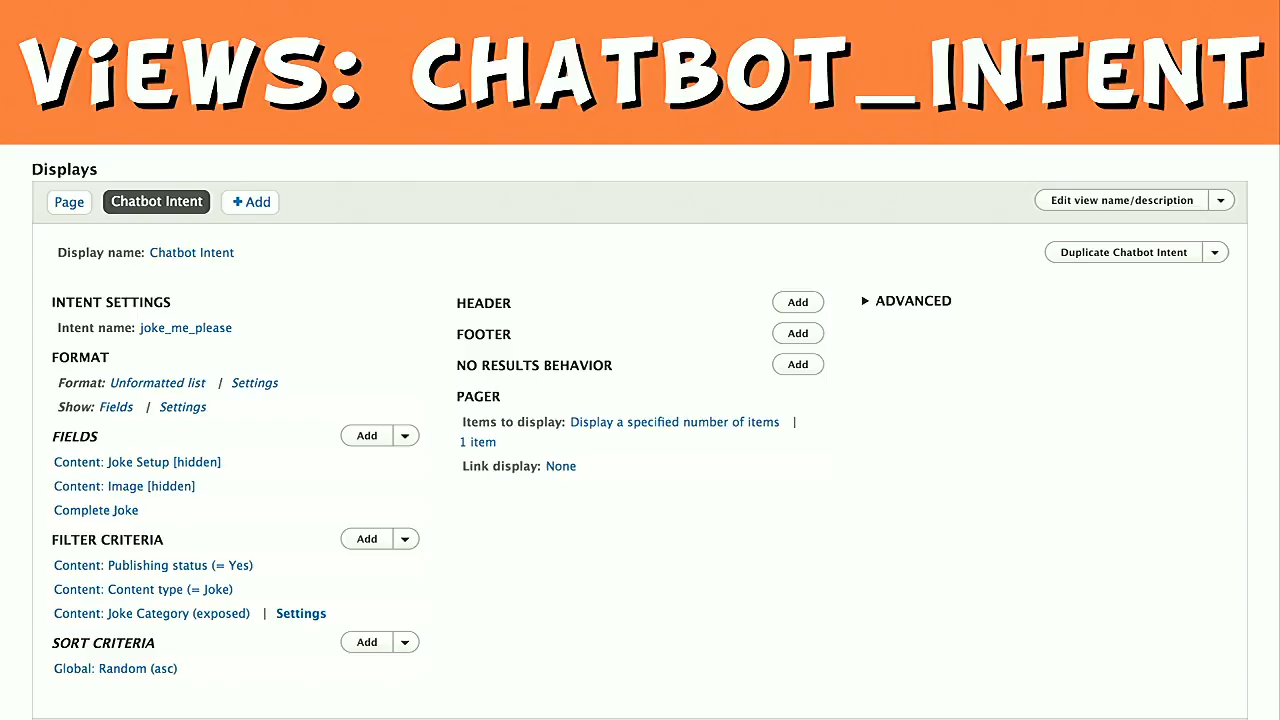 VIEWS: CHATBOT_INTENT
Displays
Page Chatbot Intent + Add Edit view name/description
Display name: Chatbot Intent Duplicate Chatbot Intent
INTENT SETTINGS
Intent name: joke_me_please
FORMAT
Format: Unformatted list | Settings
Show: Fields | Settings
FIELDS Add
Content: Joke Setup [hidden]
Content: Image [hidden]
Complete Joke
FILTER CRITERIA Add
Content: Publishing status (= Yes)
Content: Content type (= Joke)
Content: Joke Category (exposed) | Settings
SORT CRITERIA Add
Global: Random (asc)
HEADER Add
FOOTER Add
NO RESULTS BEHAVIOR Add
PAGER
Items to display: Display a specified number of items |
1 item
Link display: None
ADVANCED